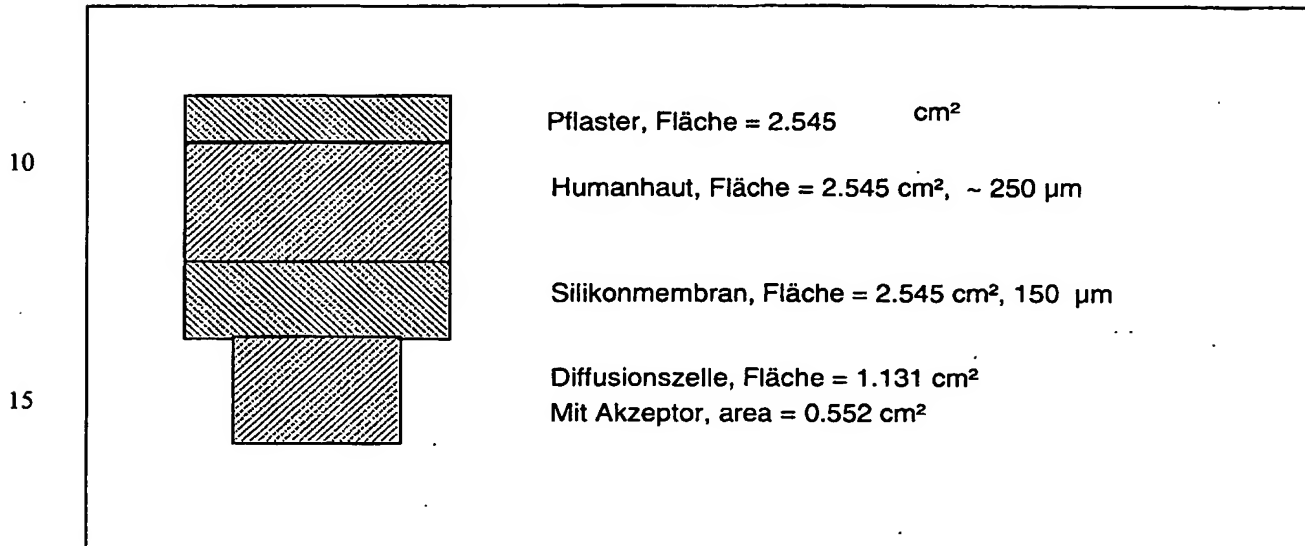 Pflaster, Fläche = 2.545 cm²
10
Humanhaut, Fläche = 2.545 cm², ~ 250 µm
Silikonmembran, Fläche = 2.545 cm², 150 µm
Diffusionszelle, Fläche = 1.131 cm²
15
Mit Akzeptor, area = 0.552 cm²